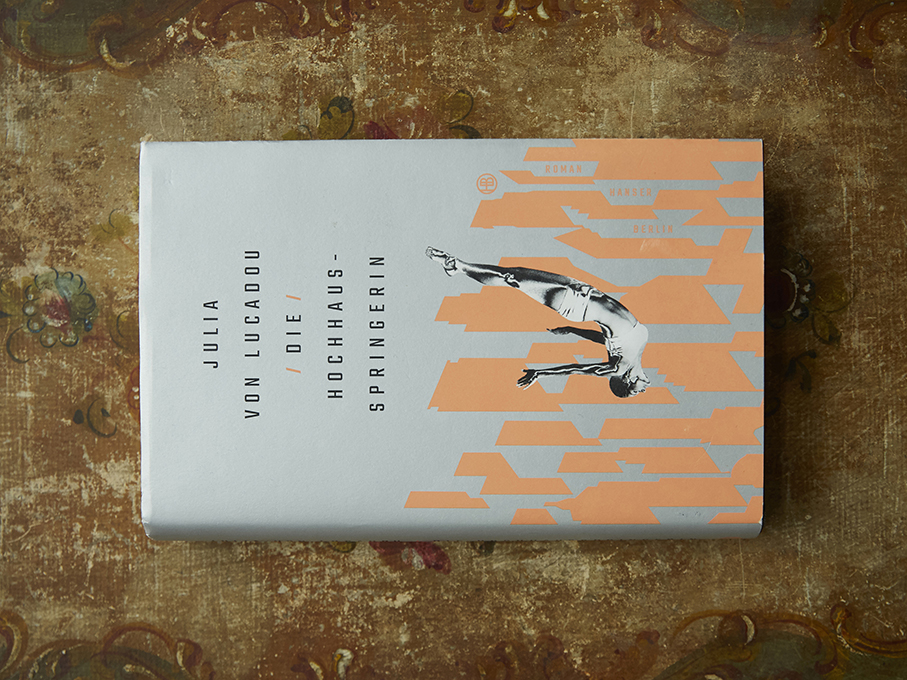 JULIA
VON LUCADOU
/ DIE /
HOCHHAUS-
SPRINGERIN
ROMAN
HANSER
BERLIN